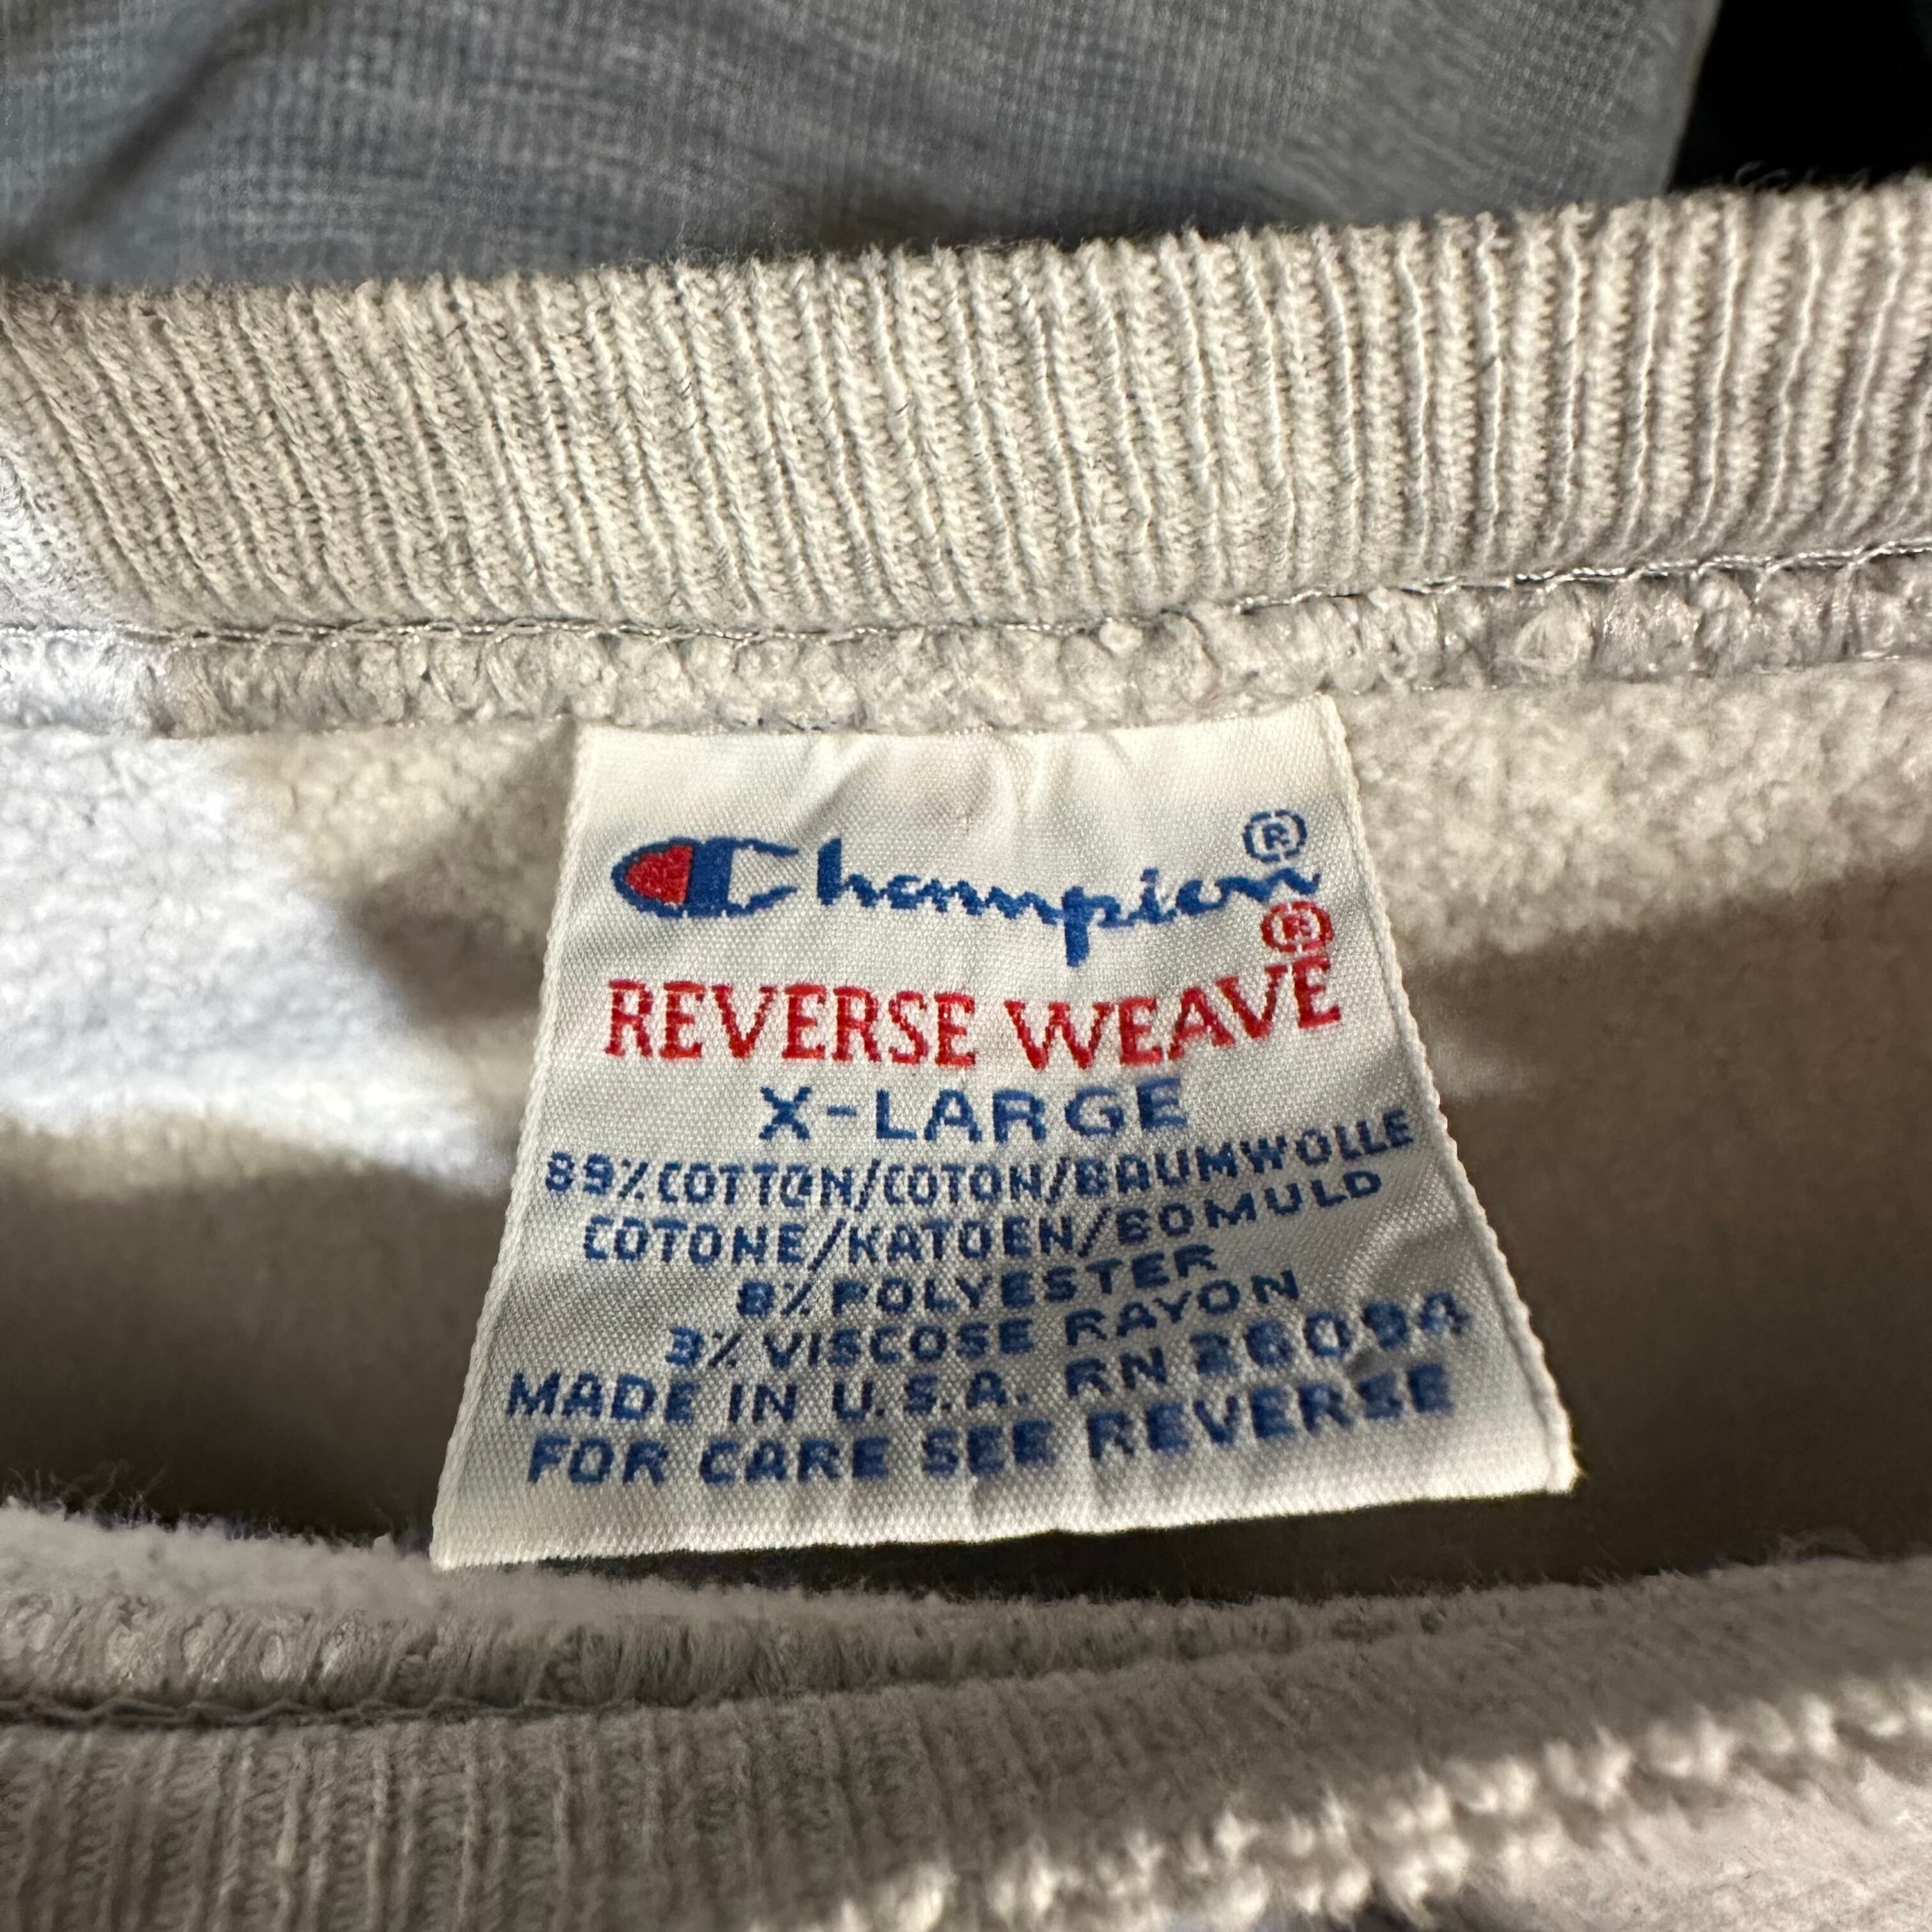 Champion®
REVERSE WEAVE®
X-LARGE
89% COTTON/COTON/BAUMWOLLE
COTONE/KATOEN/BOMULD
8% POLYESTER
3% VISCOSE RAYON
MADE IN U.S.A. RN 26094
FOR CARE SEE REVERSE